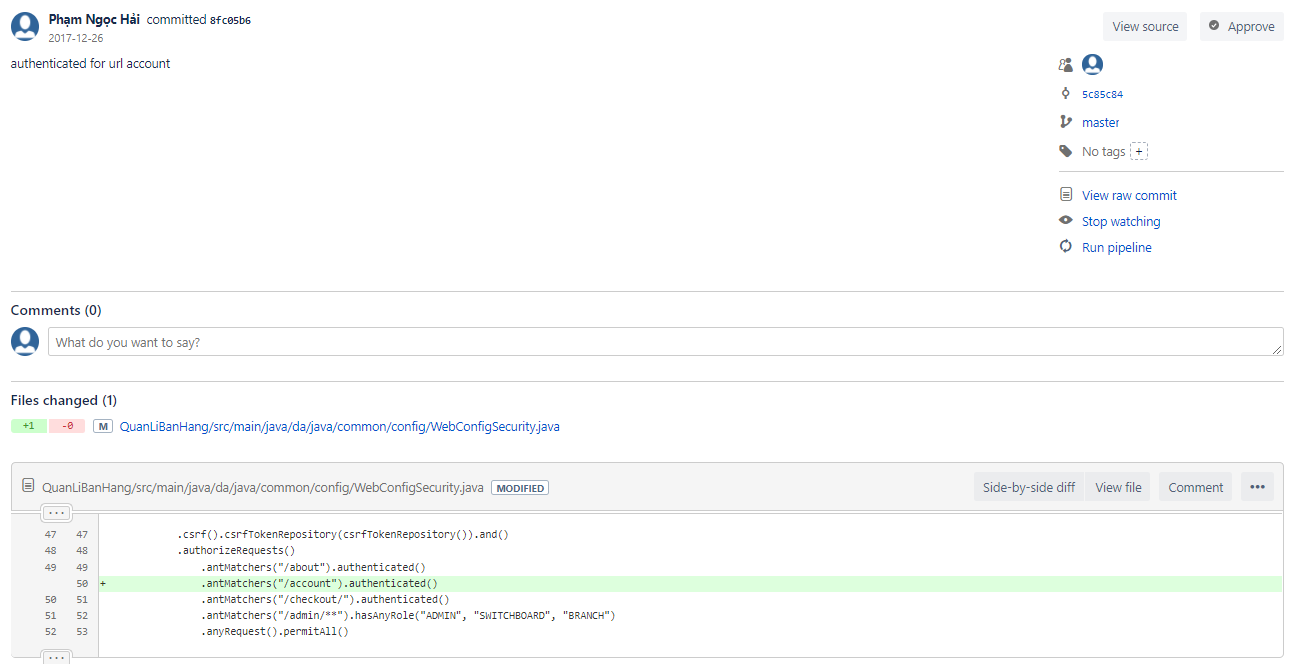 Phạm Ngọc Hải committed 8fc05b6
2017-12-26
View source
Approve
authenticated for url account
5c85c84
master
No tags +
View raw commit
Stop watching
Run pipeline
Comments (0)
What do you want to say?
Files changed (1)
+1 -0 M QuanLiBanHang/src/main/java/da/java/common/config/WebConfigSecurity.java
QuanLiBanHang/src/main/java/da/java/common/config/WebConfigSecurity.java MODIFIED
Side-by-side diff View file Comment •••
···
47 47 .csrf().csrfTokenRepository(csrfTokenRepository()).and()
48 48 .authorizeRequests()
49 49 .antMatchers("/about").authenticated()
50 + .antMatchers("/account").authenticated()
50 51 .antMatchers("/checkout/").authenticated()
51 52 .antMatchers("/admin/**").hasAnyRole("ADMIN", "SWITCHBOARD", "BRANCH")
52 53 .anyRequest().permitAll()
···